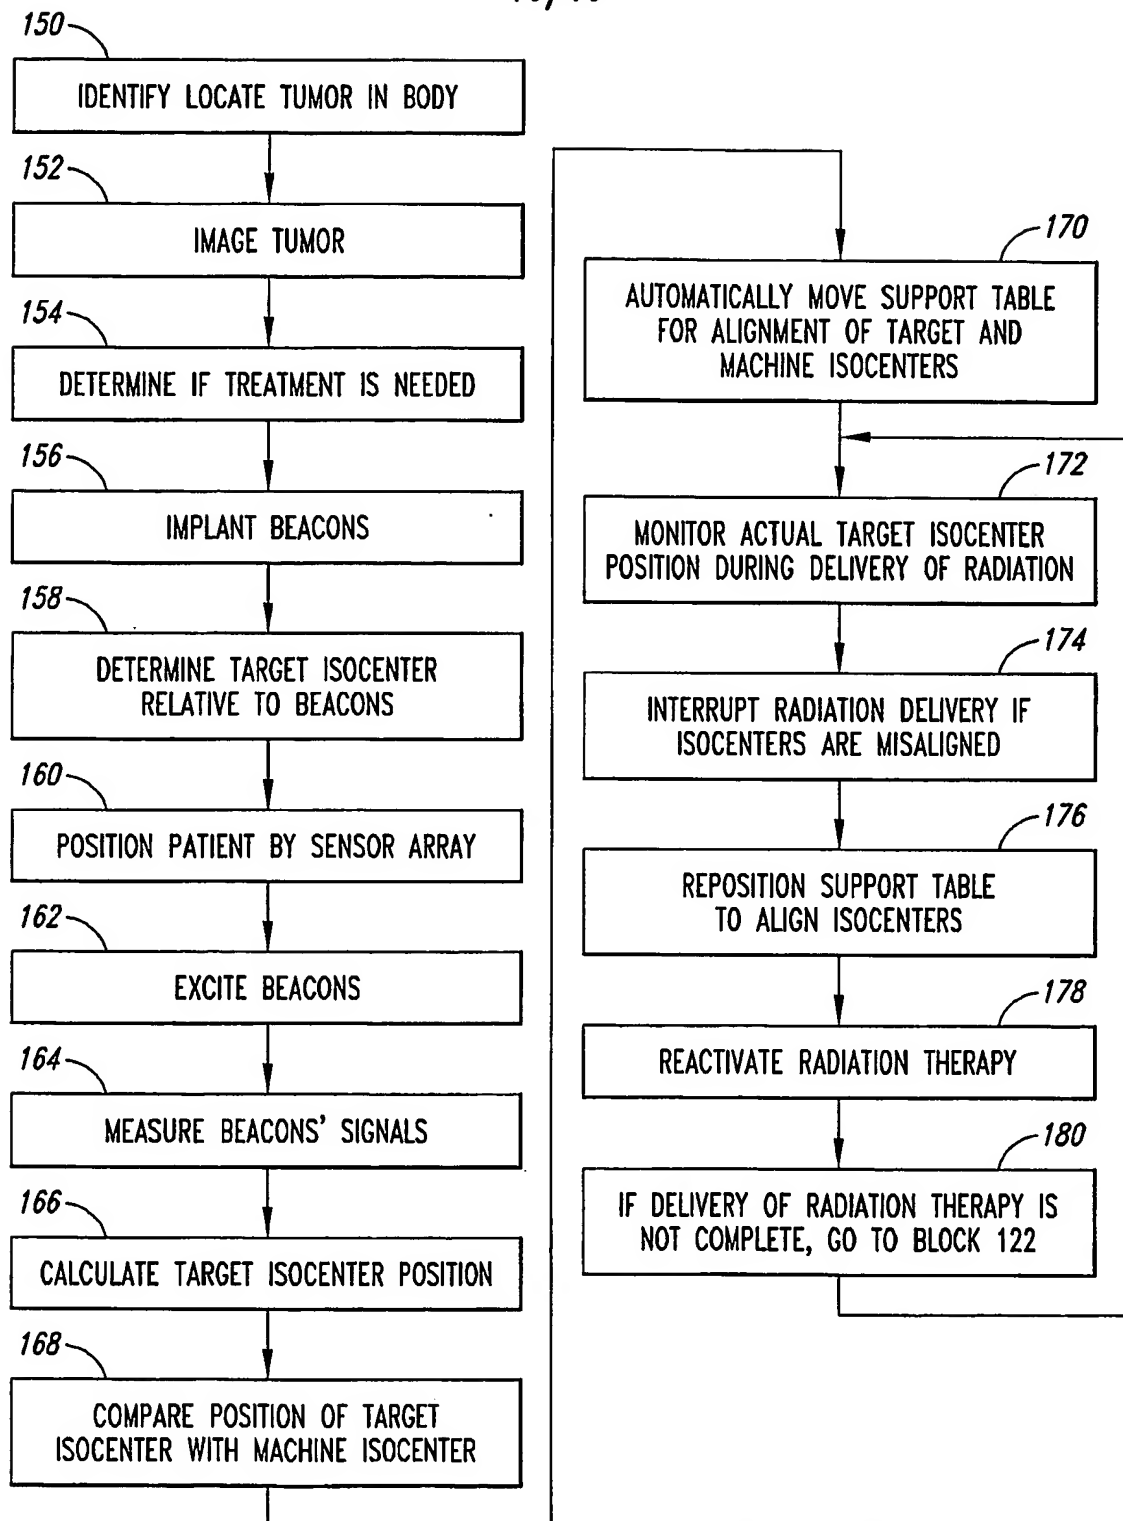 150
IDENTIFY LOCATE TUMOR IN BODY
152
IMAGE TUMOR
154
DETERMINE IF TREATMENT IS NEEDED
156
IMPLANT BEACONS
158
DETERMINE TARGET ISOCENTER
RELATIVE TO BEACONS
160
POSITION PATIENT BY SENSOR ARRAY
162
EXCITE BEACONS
164
MEASURE BEACONS' SIGNALS
166
CALCULATE TARGET ISOCENTER POSITION
168
COMPARE POSITION OF TARGET
ISOCENTER WITH MACHINE ISOCENTER
170
AUTOMATICALLY MOVE SUPPORT TABLE
FOR ALIGNMENT OF TARGET AND
MACHINE ISOCENTERS
172
MONITOR ACTUAL TARGET ISOCENTER
POSITION DURING DELIVERY OF RADIATION
174
INTERRUPT RADIATION DELIVERY IF
ISOCENTERS ARE MISALIGNED
176
REPOSITION SUPPORT TABLE
TO ALIGN ISOCENTERS
178
REACTIVATE RADIATION THERAPY
180
IF DELIVERY OF RADIATION THERAPY IS
NOT COMPLETE, GO TO BLOCK 122